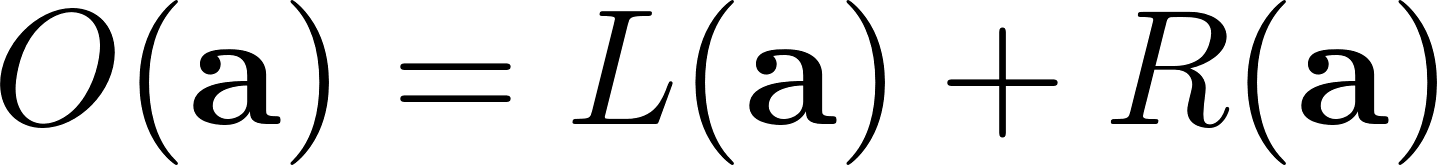 O(𝐚) = L(𝐚) + R(𝐚)